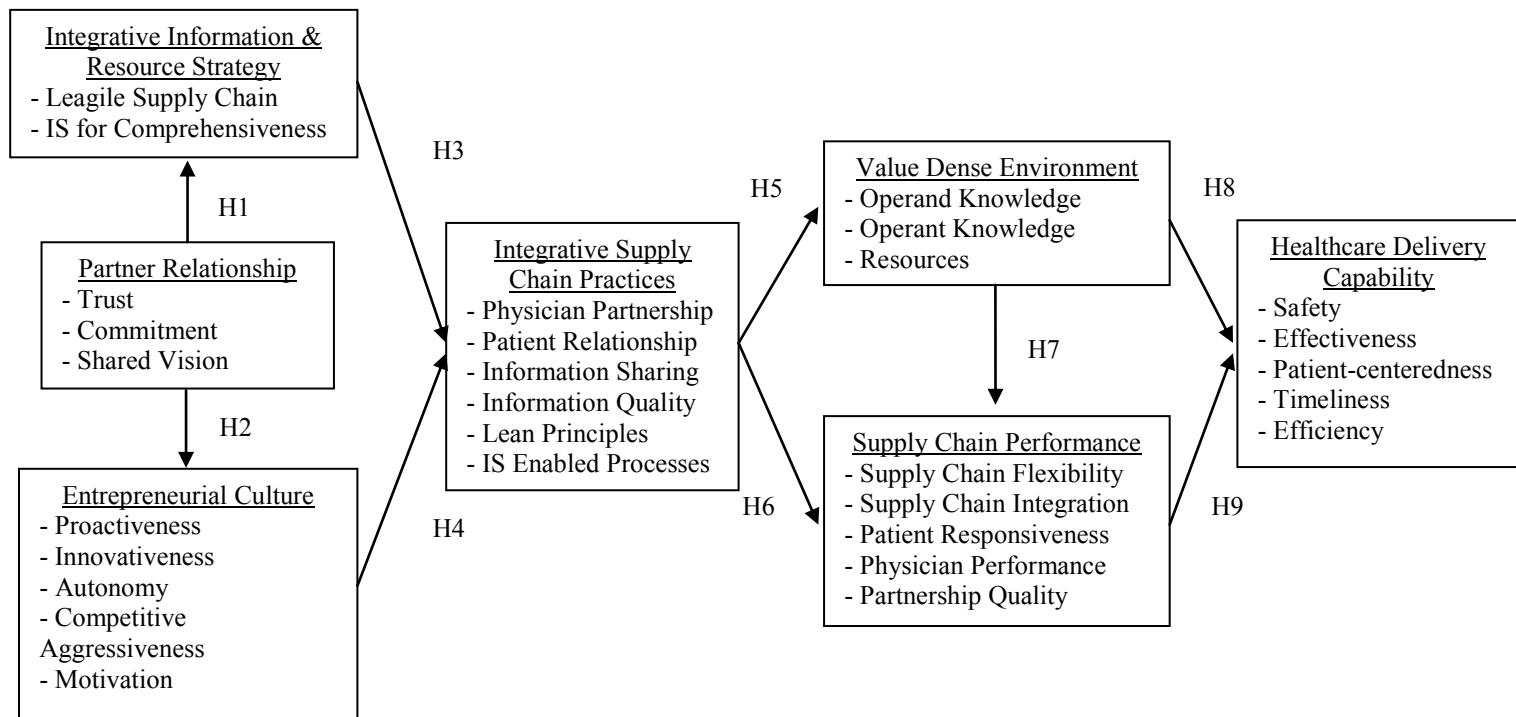 Integrative Information &
Resource Strategy
- Leagile Supply Chain
- IS for Comprehensiveness
H1
Partner Relationship
- Trust
- Commitment
- Shared Vision
H2
Entrepreneurial Culture
- Proactiveness
- Innovativeness
- Autonomy
- Competitive
Aggressiveness
- Motivation
H3
H4
Integrative Supply
Chain Practices
- Physician Partnership
- Patient Relationship
- Information Sharing
- Information Quality
- Lean Principles
- IS Enabled Processes
H5
H6
Value Dense Environment
- Operand Knowledge
- Operant Knowledge
- Resources
H7
Supply Chain Performance
- Supply Chain Flexibility
- Supply Chain Integration
- Patient Responsiveness
- Physician Performance
- Partnership Quality
H8
H9
Healthcare Delivery
Capability
- Safety
- Effectiveness
- Patient-centeredness
- Timeliness
- Efficiency